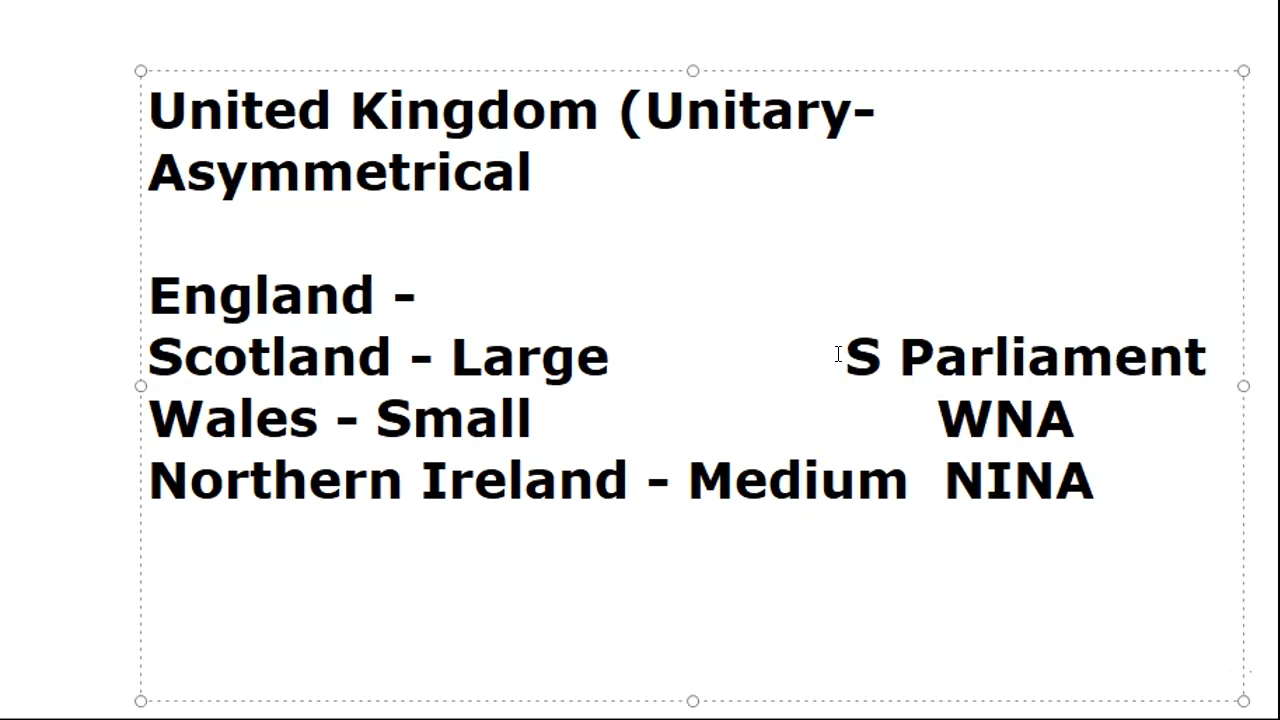 United Kingdom (Unitary-
Asymmetrical
England -
Scotland - Large S Parliament
Wales - Small WNA
Northern Ireland - Medium NINA